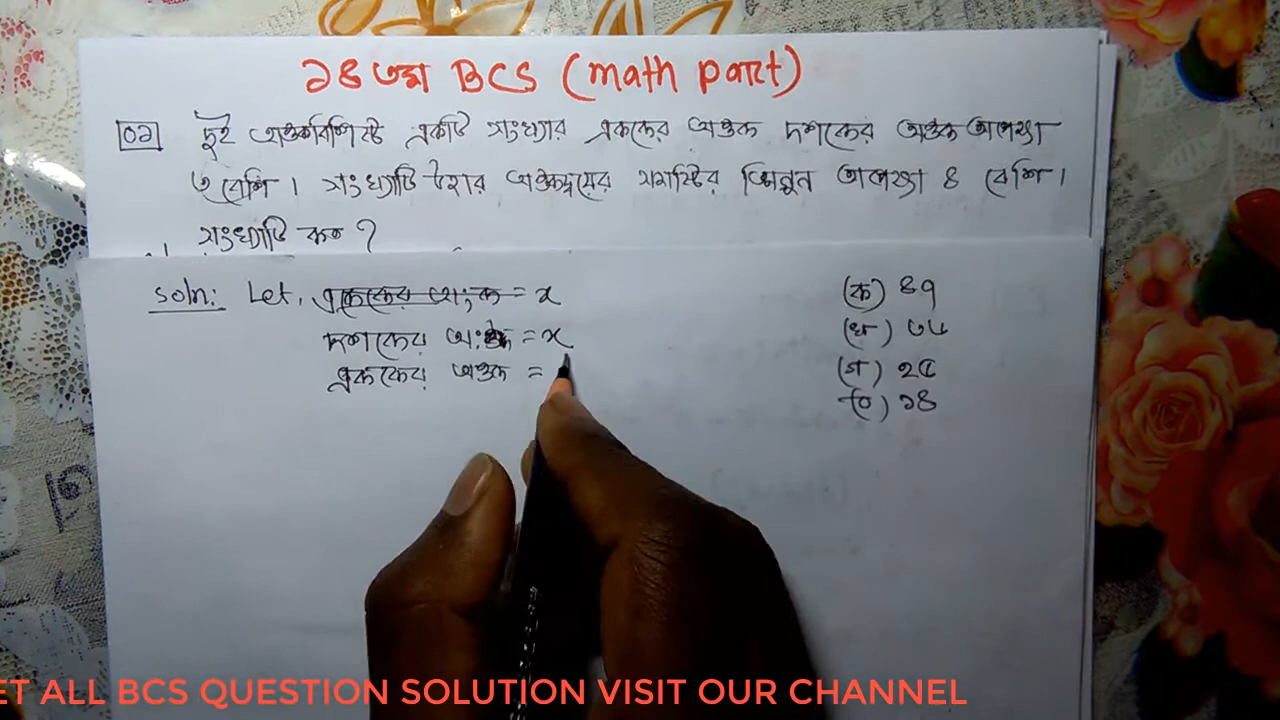 ১৪ তম BCS (math part)
০১ দুই অঙ্কবিশিষ্ট একটি সংখ্যার এককের অঙ্ক দশকের অঙ্ক অপেক্ষা
৩ বেশি । সংখ্যাটি উহার অঙ্কদ্বয়ের সমষ্টির তিনগুন অপেক্ষা ৪ বেশি ।
সংখ্যাটি কত ?
Soln: Let, এককের অংক = x
দশকের অংক = x
এককের অঙ্ক =
(ক) ৪৭
(খ) ৩৬
(গ) ২৫
(ঘ) ১৪
ET ALL BCS QUESTION SOLUTION VISIT OUR CHANNEL